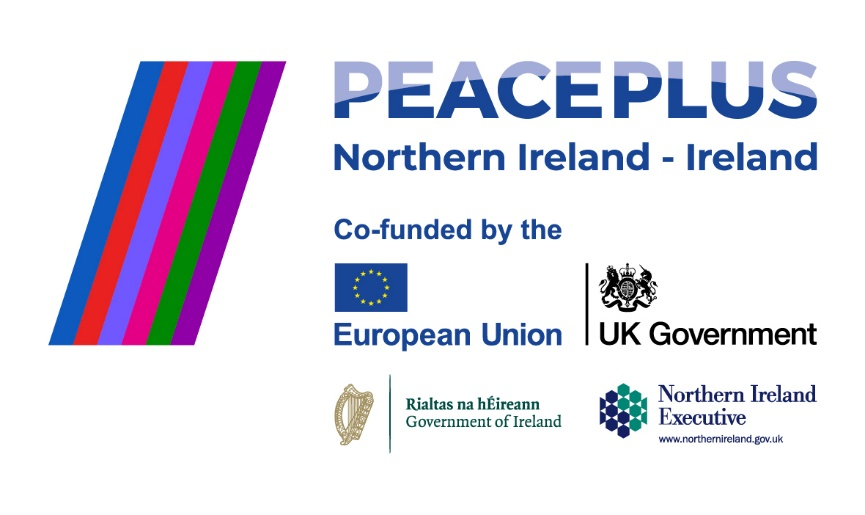 PEACEPLUS
Northern Ireland - Ireland
Co-funded by the
European Union
UK Government
Rialtas na hÉireann
Government of Ireland
Northern Ireland
Executive
www.northernireland.gov.uk